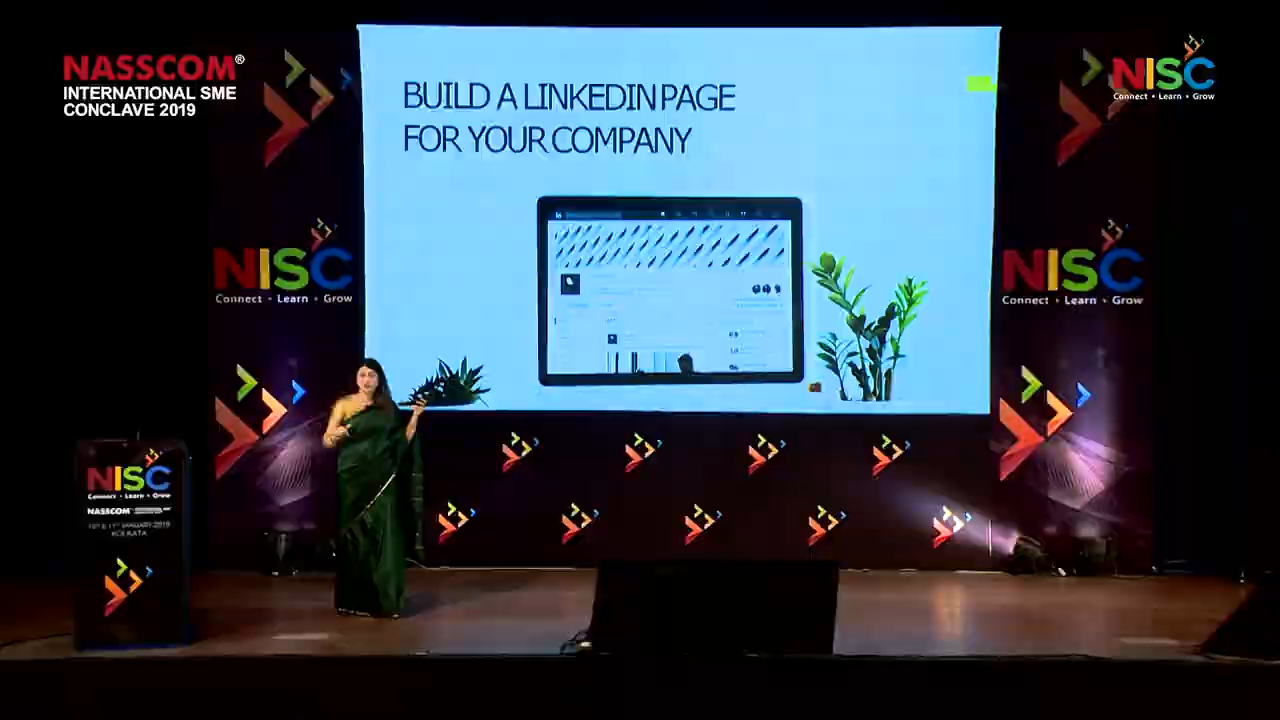 NASSCOM®
INTERNATIONAL SME
CONCLAVE 2019
NISC
Connect • Learn • Grow
BUILD A LINKEDIN PAGE
FOR YOUR COMPANY
NISC
Connect • Learn • Grow
NISC
Connect • Learn • Grow
NISC
Connect • Learn • Grow
NASSCOM
KOLKATA